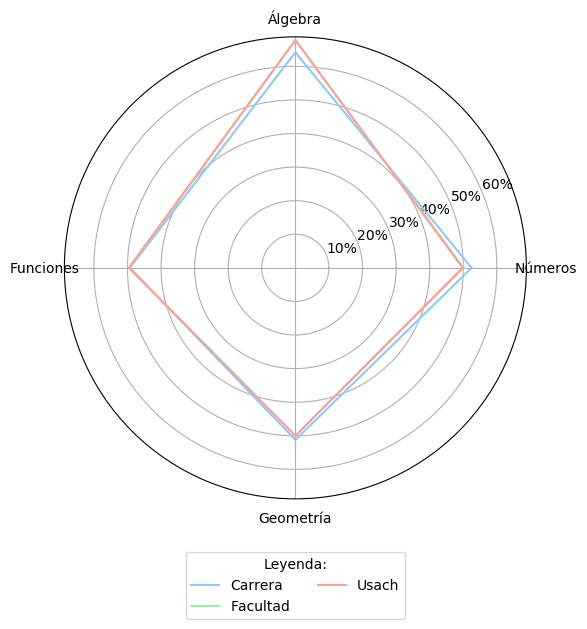 Álgebra
60%
50%
40%
30%
20%
10%
Funciones
Números
Geometría
Leyenda:
Carrera
Usach
Facultad